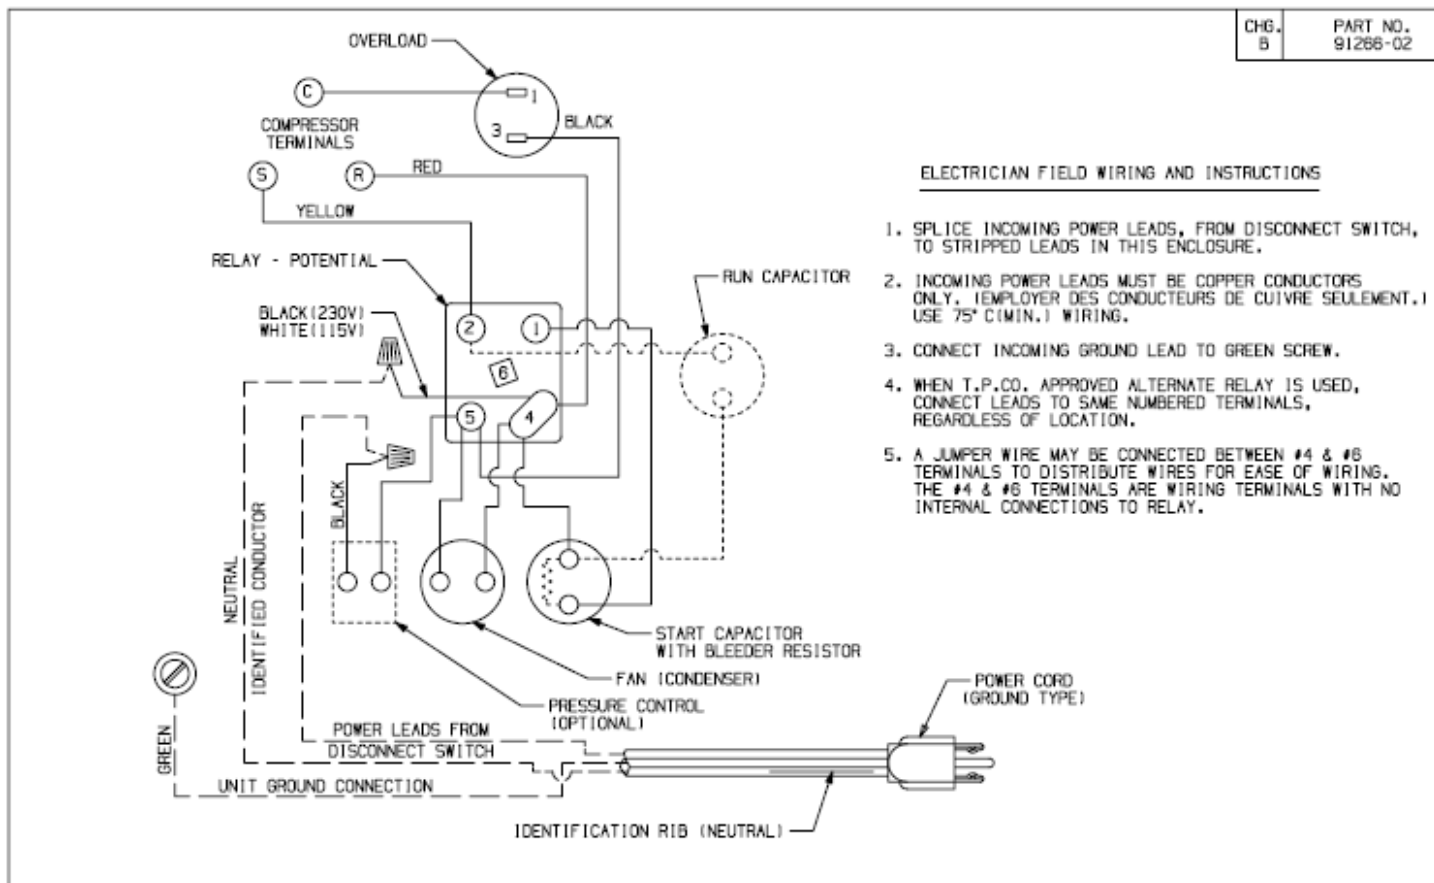 CHG.
B
PART NO.
91266-02
OVERLOAD
C
1
3
BLACK
COMPRESSOR
TERMINALS
S
R
RED
YELLOW
RELAY - POTENTIAL
BLACK(230V)
WHITE(115V)
2
1
6
5
4
RUN CAPACITOR
BLACK
NEUTRAL
IDENTIFIED CONDUCTOR
START CAPACITOR
WITH BLEEDER RESISTOR
FAN (CONDENSER)
PRESSURE CONTROL
(OPTIONAL)
POWER LEADS FROM
DISCONNECT SWITCH
GREEN
UNIT GROUND CONNECTION
POWER CORD
(GROUND TYPE)
IDENTIFICATION RIB (NEUTRAL)
ELECTRICIAN FIELD WIRING AND INSTRUCTIONS
1. SPLICE INCOMING POWER LEADS, FROM DISCONNECT SWITCH,
TO STRIPPED LEADS IN THIS ENCLOSURE.
2. INCOMING POWER LEADS MUST BE COPPER CONDUCTORS
ONLY. (EMPLOYER DES CONDUCTEURS DE CUIVRE SEULEMENT.)
USE 75° C(MIN.) WIRING.
3. CONNECT INCOMING GROUND LEAD TO GREEN SCREW.
4. WHEN T.P.CO. APPROVED ALTERNATE RELAY IS USED,
CONNECT LEADS TO SAME NUMBERED TERMINALS,
REGARDLESS OF LOCATION.
5. A JUMPER WIRE MAY BE CONNECTED BETWEEN #4 & #6
TERMINALS TO DISTRIBUTE WIRES FOR EASE OF WIRING.
THE #4 & #6 TERMINALS ARE WIRING TERMINALS WITH NO
INTERNAL CONNECTIONS TO RELAY.